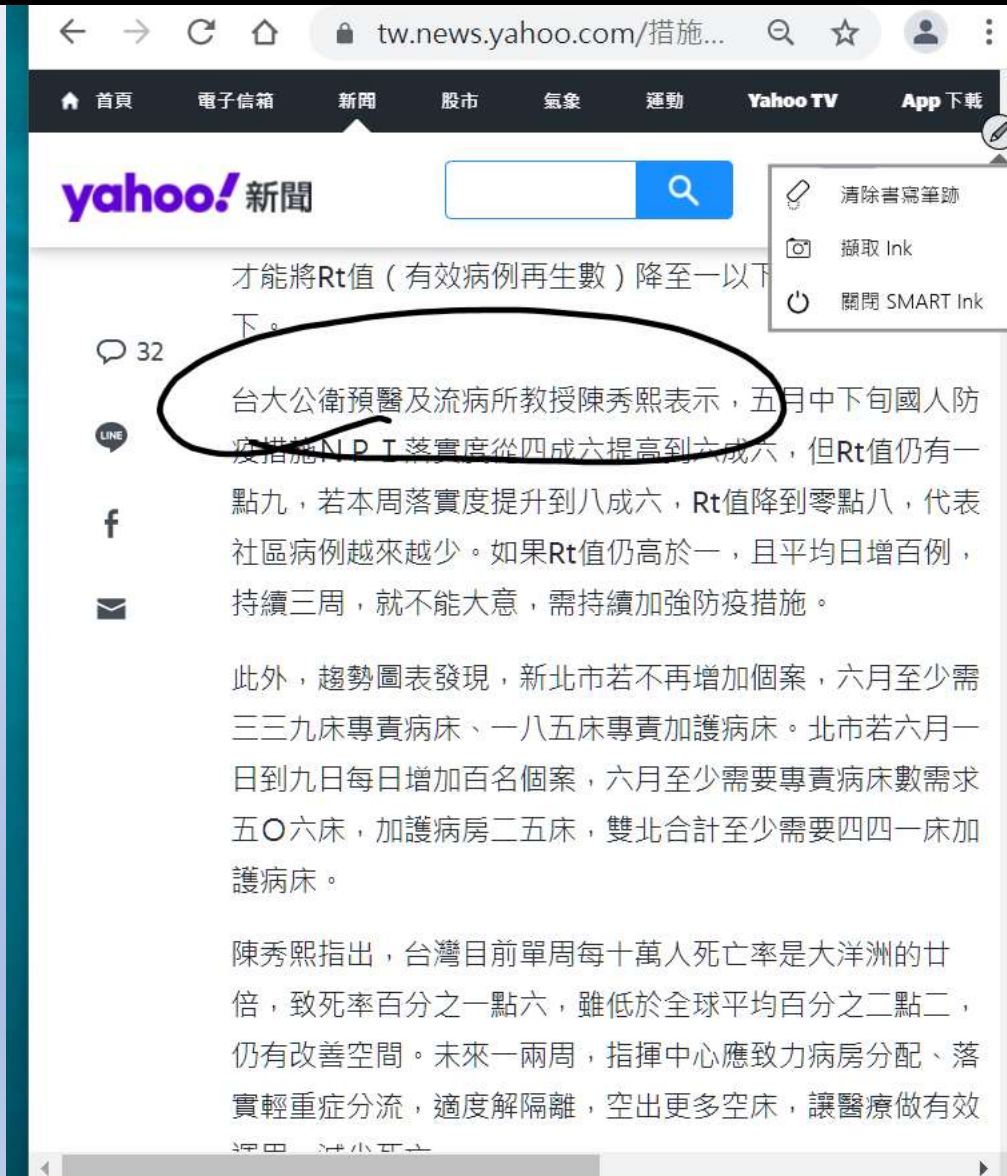 tw.news.yahoo.com/措施...
首頁 電子信箱 新聞 股市 氣象 運動 Yahoo TV App 下載
yahoo! 新聞
清除書寫筆跡
擷取 Ink
關閉 SMART Ink
才能將Rt值（有效病例再生數）降至一以下
下。
32
台大公衛預醫及流病所教授陳秀熙表示，五月中下旬國人防
LINE
疫措施ＮＰＩ落實度從四成六提高到六成六，但Rt值仍有一
點九，若本周落實度提升到八成六，Rt值降到零點八，代表
社區病例越來越少。如果Rt值仍高於一，且平均日增百例，
持續三周，就不能大意，需持續加強防疫措施。
此外，趨勢圖表發現，新北市若不再增加個案，六月至少需
三三九床專責病床、一八五床專責加護病床。北市若六月一
日到九日每日增加百名個案，六月至少需要專責病床數需求
五〇六床，加護病房二五床，雙北合計至少需要四四一床加
護病床。
陳秀熙指出，台灣目前單周每十萬人死亡率是大洋洲的廿
倍，致死率百分之一點六，雖低於全球平均百分之二點二，
仍有改善空間。未來一兩周，指揮中心應致力病房分配、落
實輕重症分流，適度解隔離，空出更多空床，讓醫療做有效